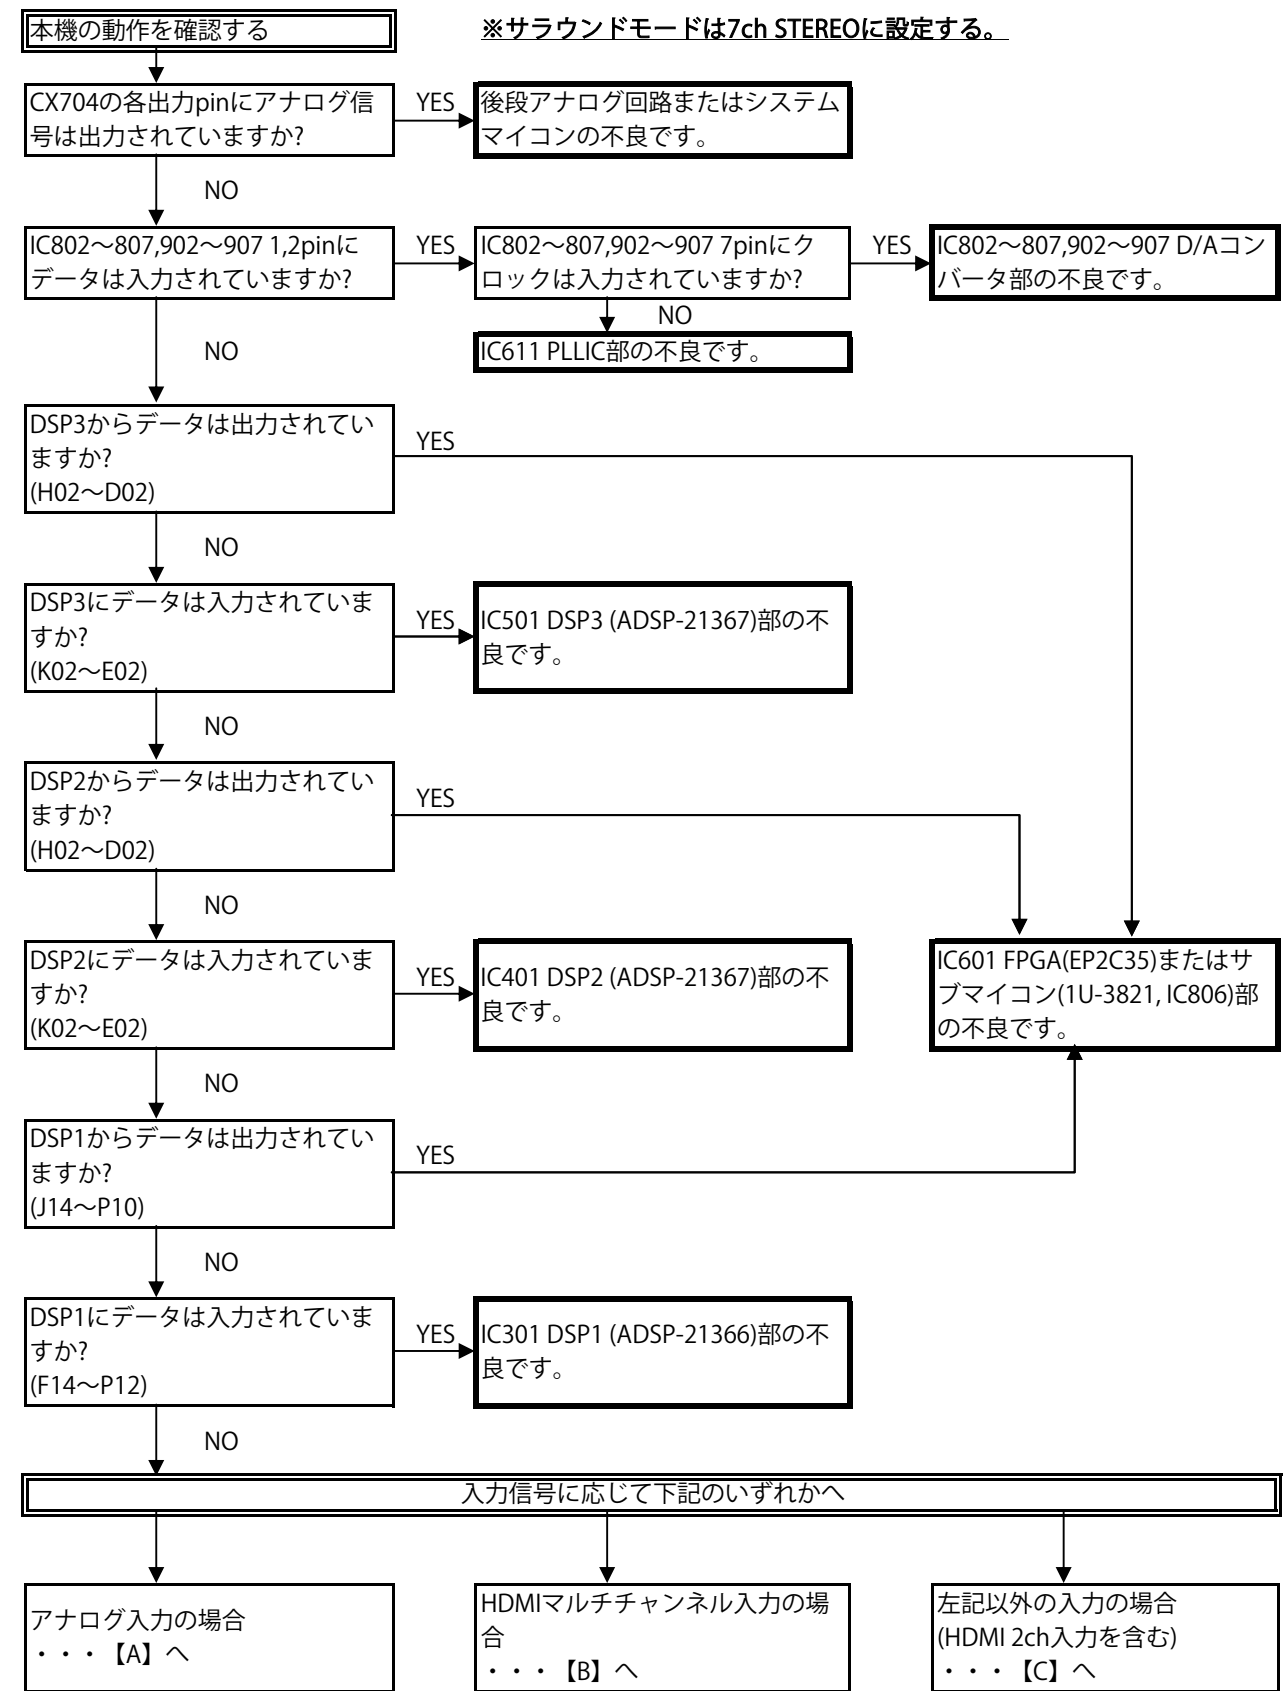 本機の動作を確認する
※サラウンドモードは7ch STEREOに設定する。
CX704の各出力pinにアナログ信
号は出力されていますか?
YES
後段アナログ回路またはシステム
マイコンの不良です。
NO
IC802～807,902～907 1,2pinに
データは入力されていますか?
YES
IC802～807,902～907 7pinにク
ロックは入力されていますか?
YES
IC802～807,902～907 D/Aコン
バータ部の不良です。
NO
IC611 PLLIC部の不良です。
NO
DSP3からデータは出力されてい
ますか?
(H02～D02)
YES
NO
DSP3にデータは入力されていま
すか?
(K02～E02)
YES
IC501 DSP3 (ADSP-21367)部の不
良です。
NO
DSP2からデータは出力されてい
ますか?
(H02～D02)
YES
NO
DSP2にデータは入力されていま
すか?
(K02～E02)
YES
IC401 DSP2 (ADSP-21367)部の不
良です。
IC601 FPGA(EP2C35)またはサ
ブマイコン(1U-3821, IC806)部
の不良です。
NO
DSP1からデータは出力されてい
ますか?
(J14～P10)
YES
NO
DSP1にデータは入力されていま
すか?
(F14～P12)
YES
IC301 DSP1 (ADSP-21366)部の不
良です。
NO
入力信号に応じて下記のいずれかへ
アナログ入力の場合
・・・【A】へ
HDMIマルチチャンネル入力の場
合
・・・【B】へ
左記以外の入力の場合
(HDMI 2ch入力を含む)
・・・【C】へ